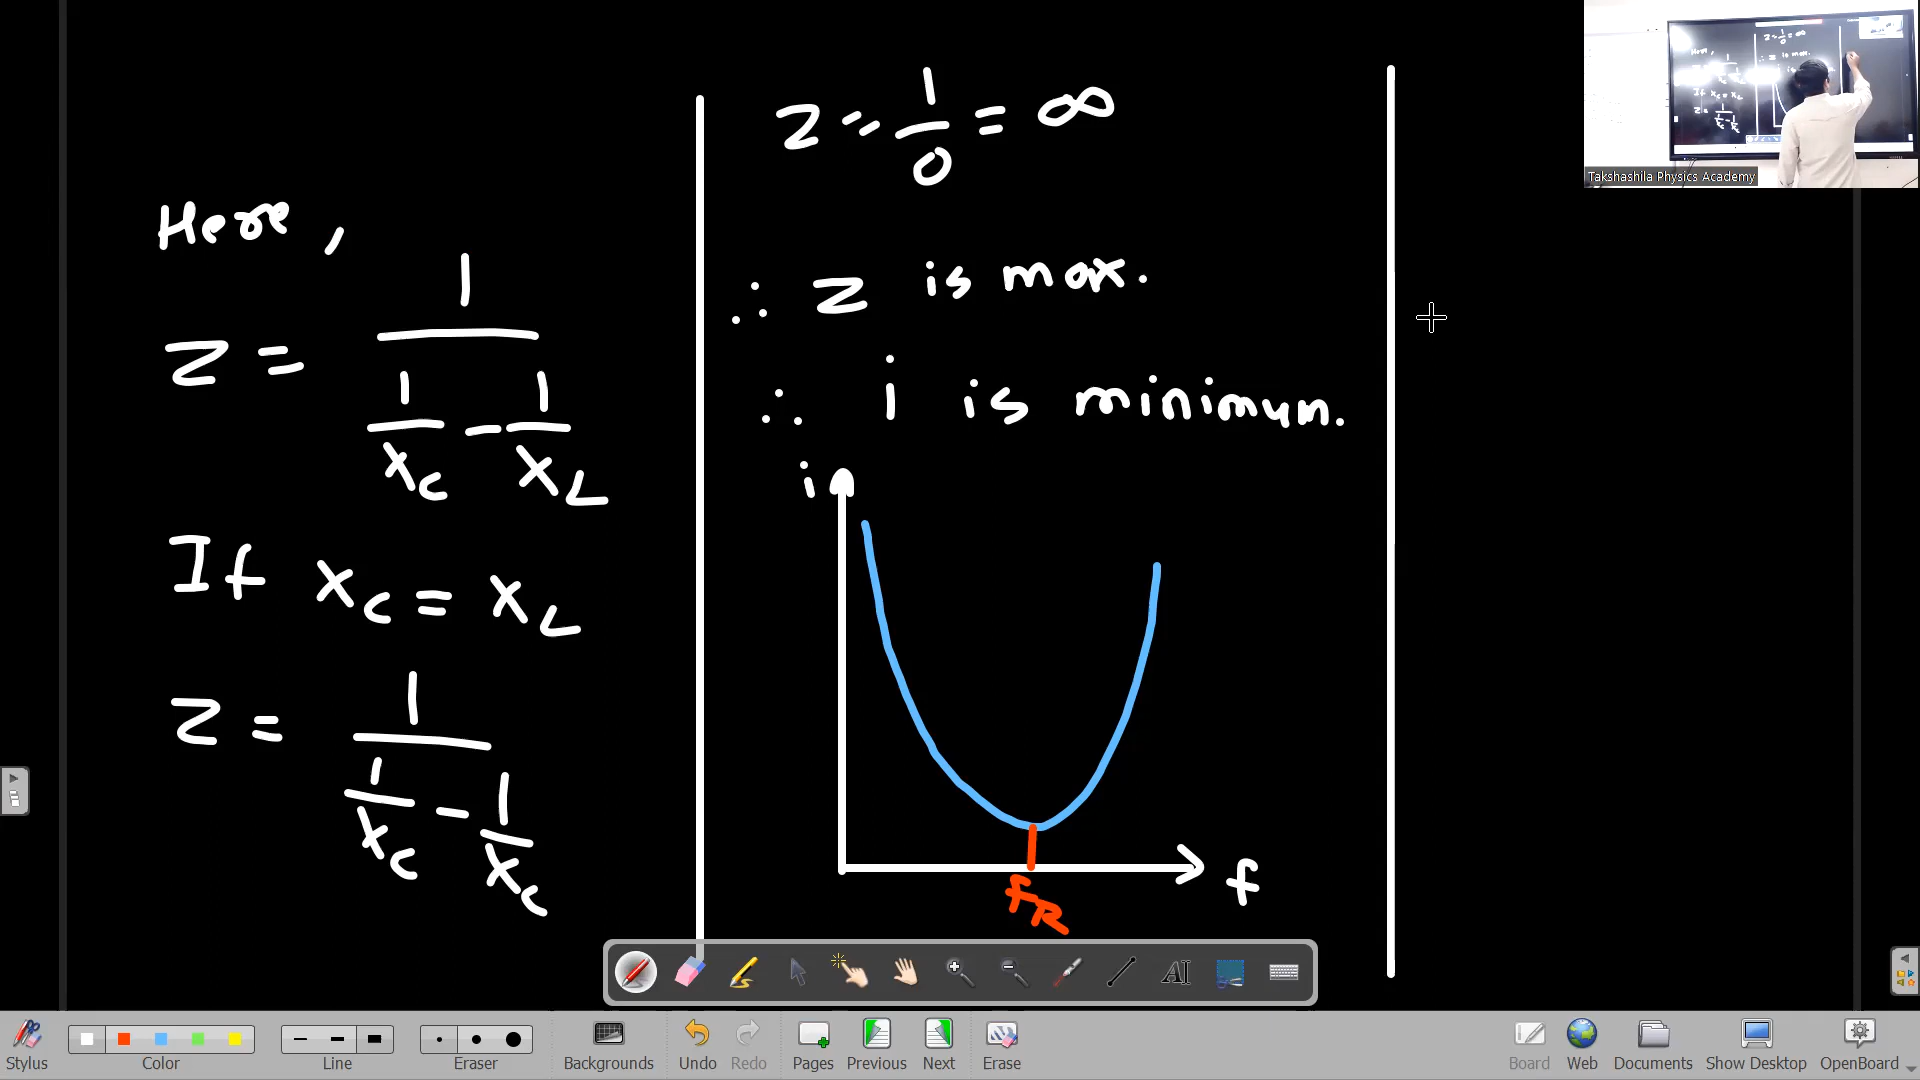 Here,
Z = 1 / (1/Xc - 1/XL)
If Xc = XL
Z = 1 / (1/Xc - 1/Xc)
Z = 1/0 = ∞
∴ Z is max.
∴ i is minimum.
i
f
fR
Takshashila Physics Academy
Stylus
Color
Line
Eraser
Backgrounds
Undo
Redo
Pages
Previous
Next
Erase
Board
Web
Documents
Show Desktop
OpenBoard
AI